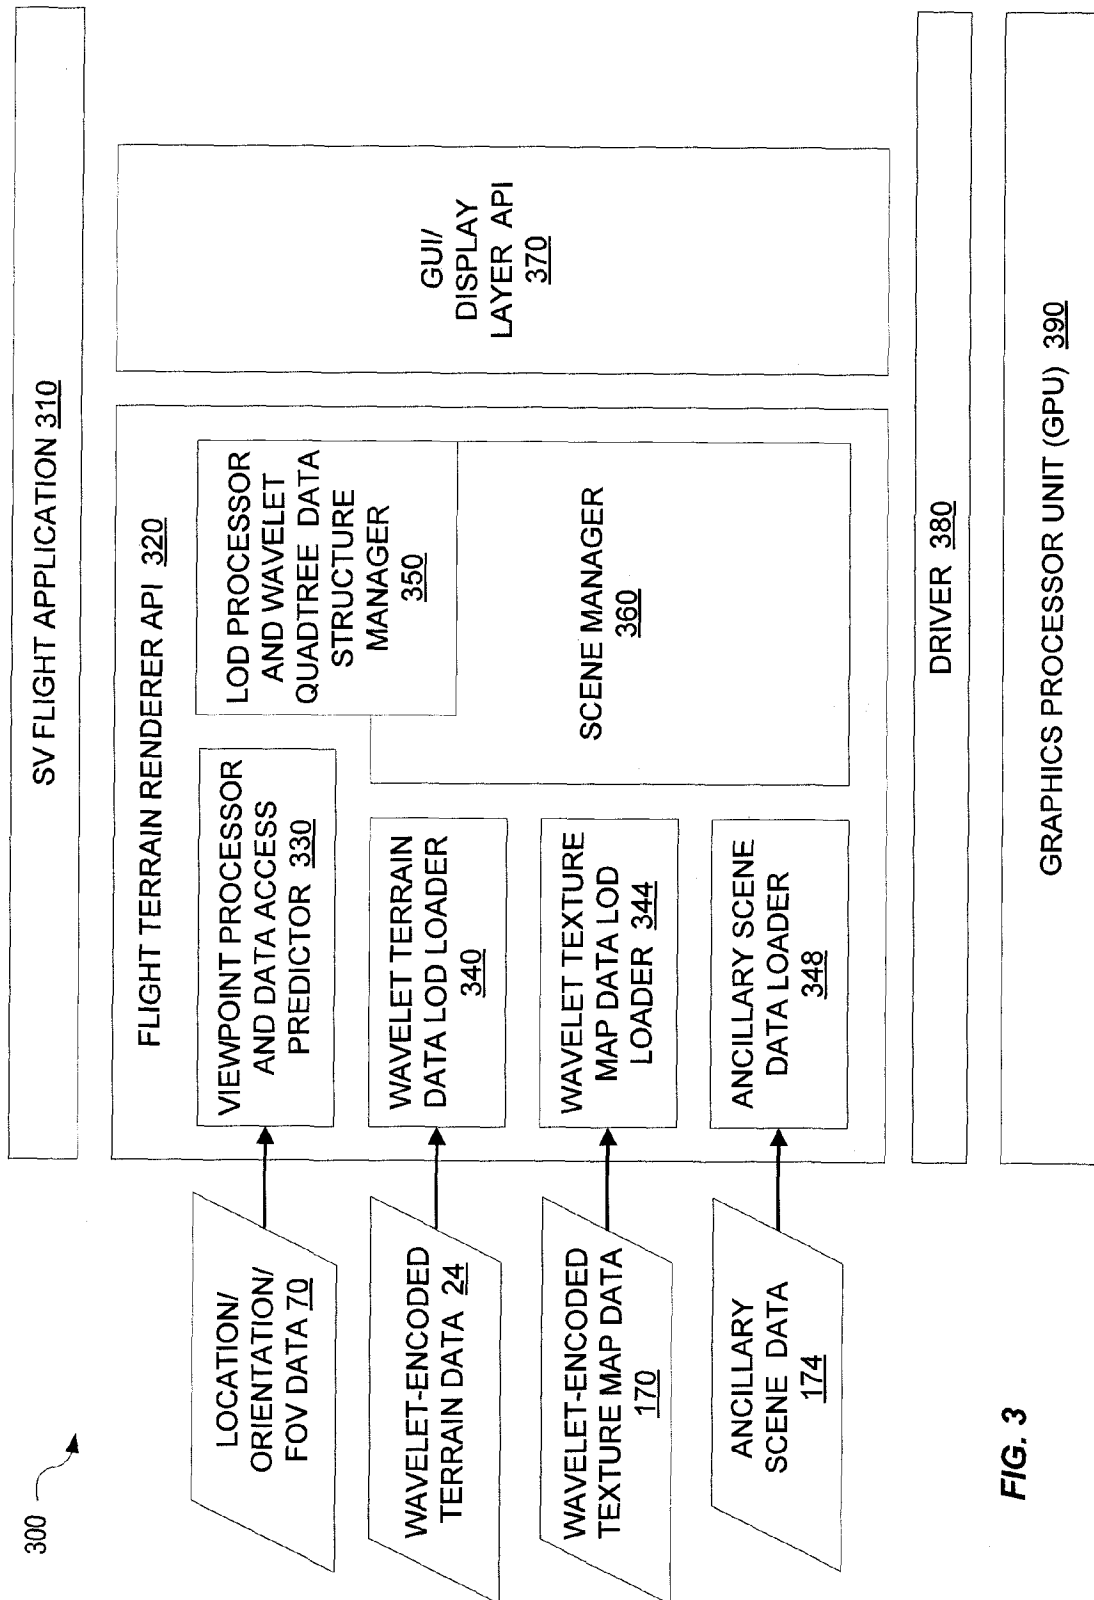 300
SV FLIGHT APPLICATION 310
FLIGHT TERRAIN RENDERER API 320
LOCATION/
ORIENTATION/
FOV DATA 70
VIEWPOINT PROCESSOR
AND DATA ACCESS
PREDICTOR 330
LOD PROCESSOR
AND WAVELET
QUADTREE DATA
STRUCTURE
MANAGER
350
WAVELET-ENCODED
TERRAIN DATA 24
WAVELET TERRAIN
DATA LOD LOADER
340
WAVELET-ENCODED
TEXTURE MAP DATA
170
WAVELET TEXTURE
MAP DATA LOD
LOADER 344
SCENE MANAGER
360
ANCILLARY
SCENE DATA
174
ANCILLARY SCENE
DATA LOADER
348
GUI/
DISPLAY
LAYER API
370
DRIVER 380
GRAPHICS PROCESSOR UNIT (GPU) 390
FIG. 3